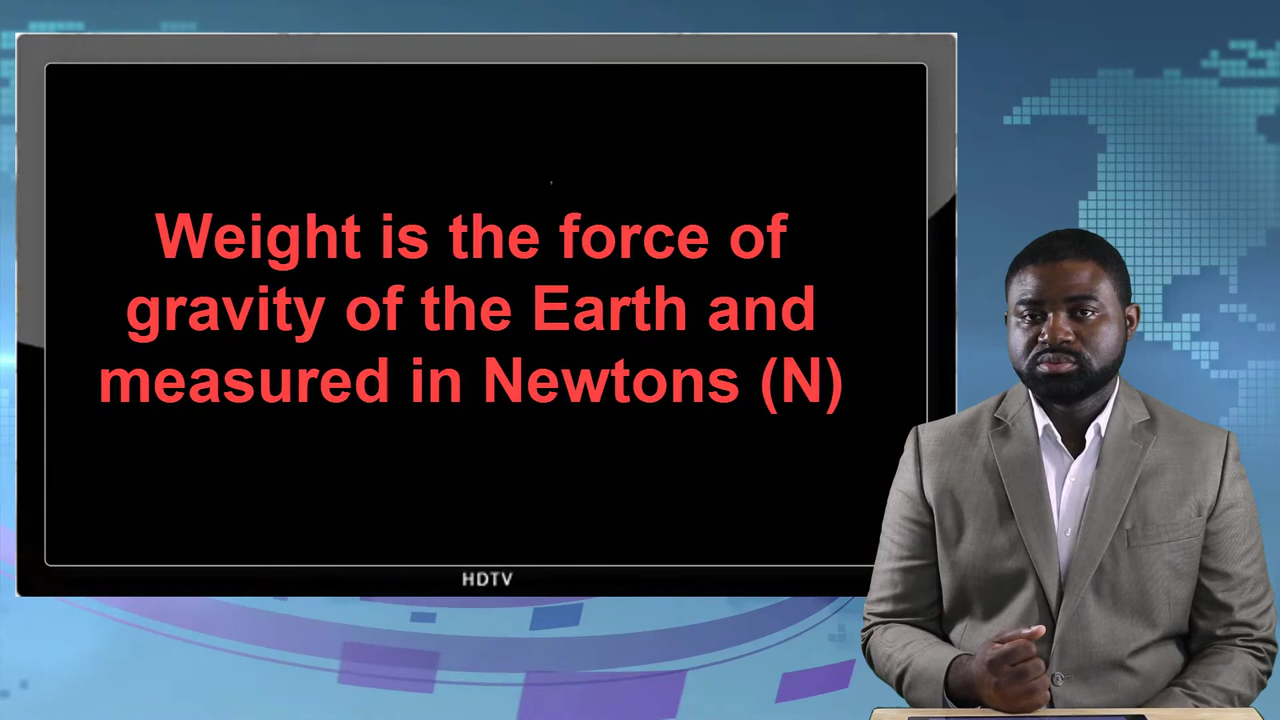 Weight is the force of
gravity of the Earth and
measured in Newtons (N)
HDTV